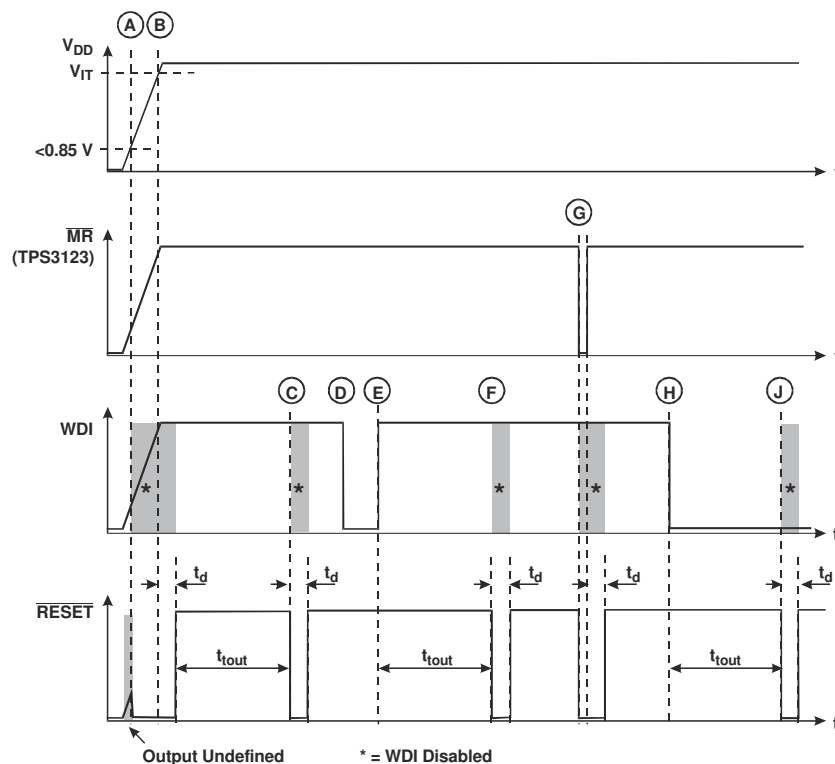 A B
VDD
VIT
<0.85 V
G
MR
(TPS3123)
C D E F H J
WDI
* * * * *
t
td td td td td
RESET
ttout ttout ttout
t
Output Undefined * = WDI Disabled